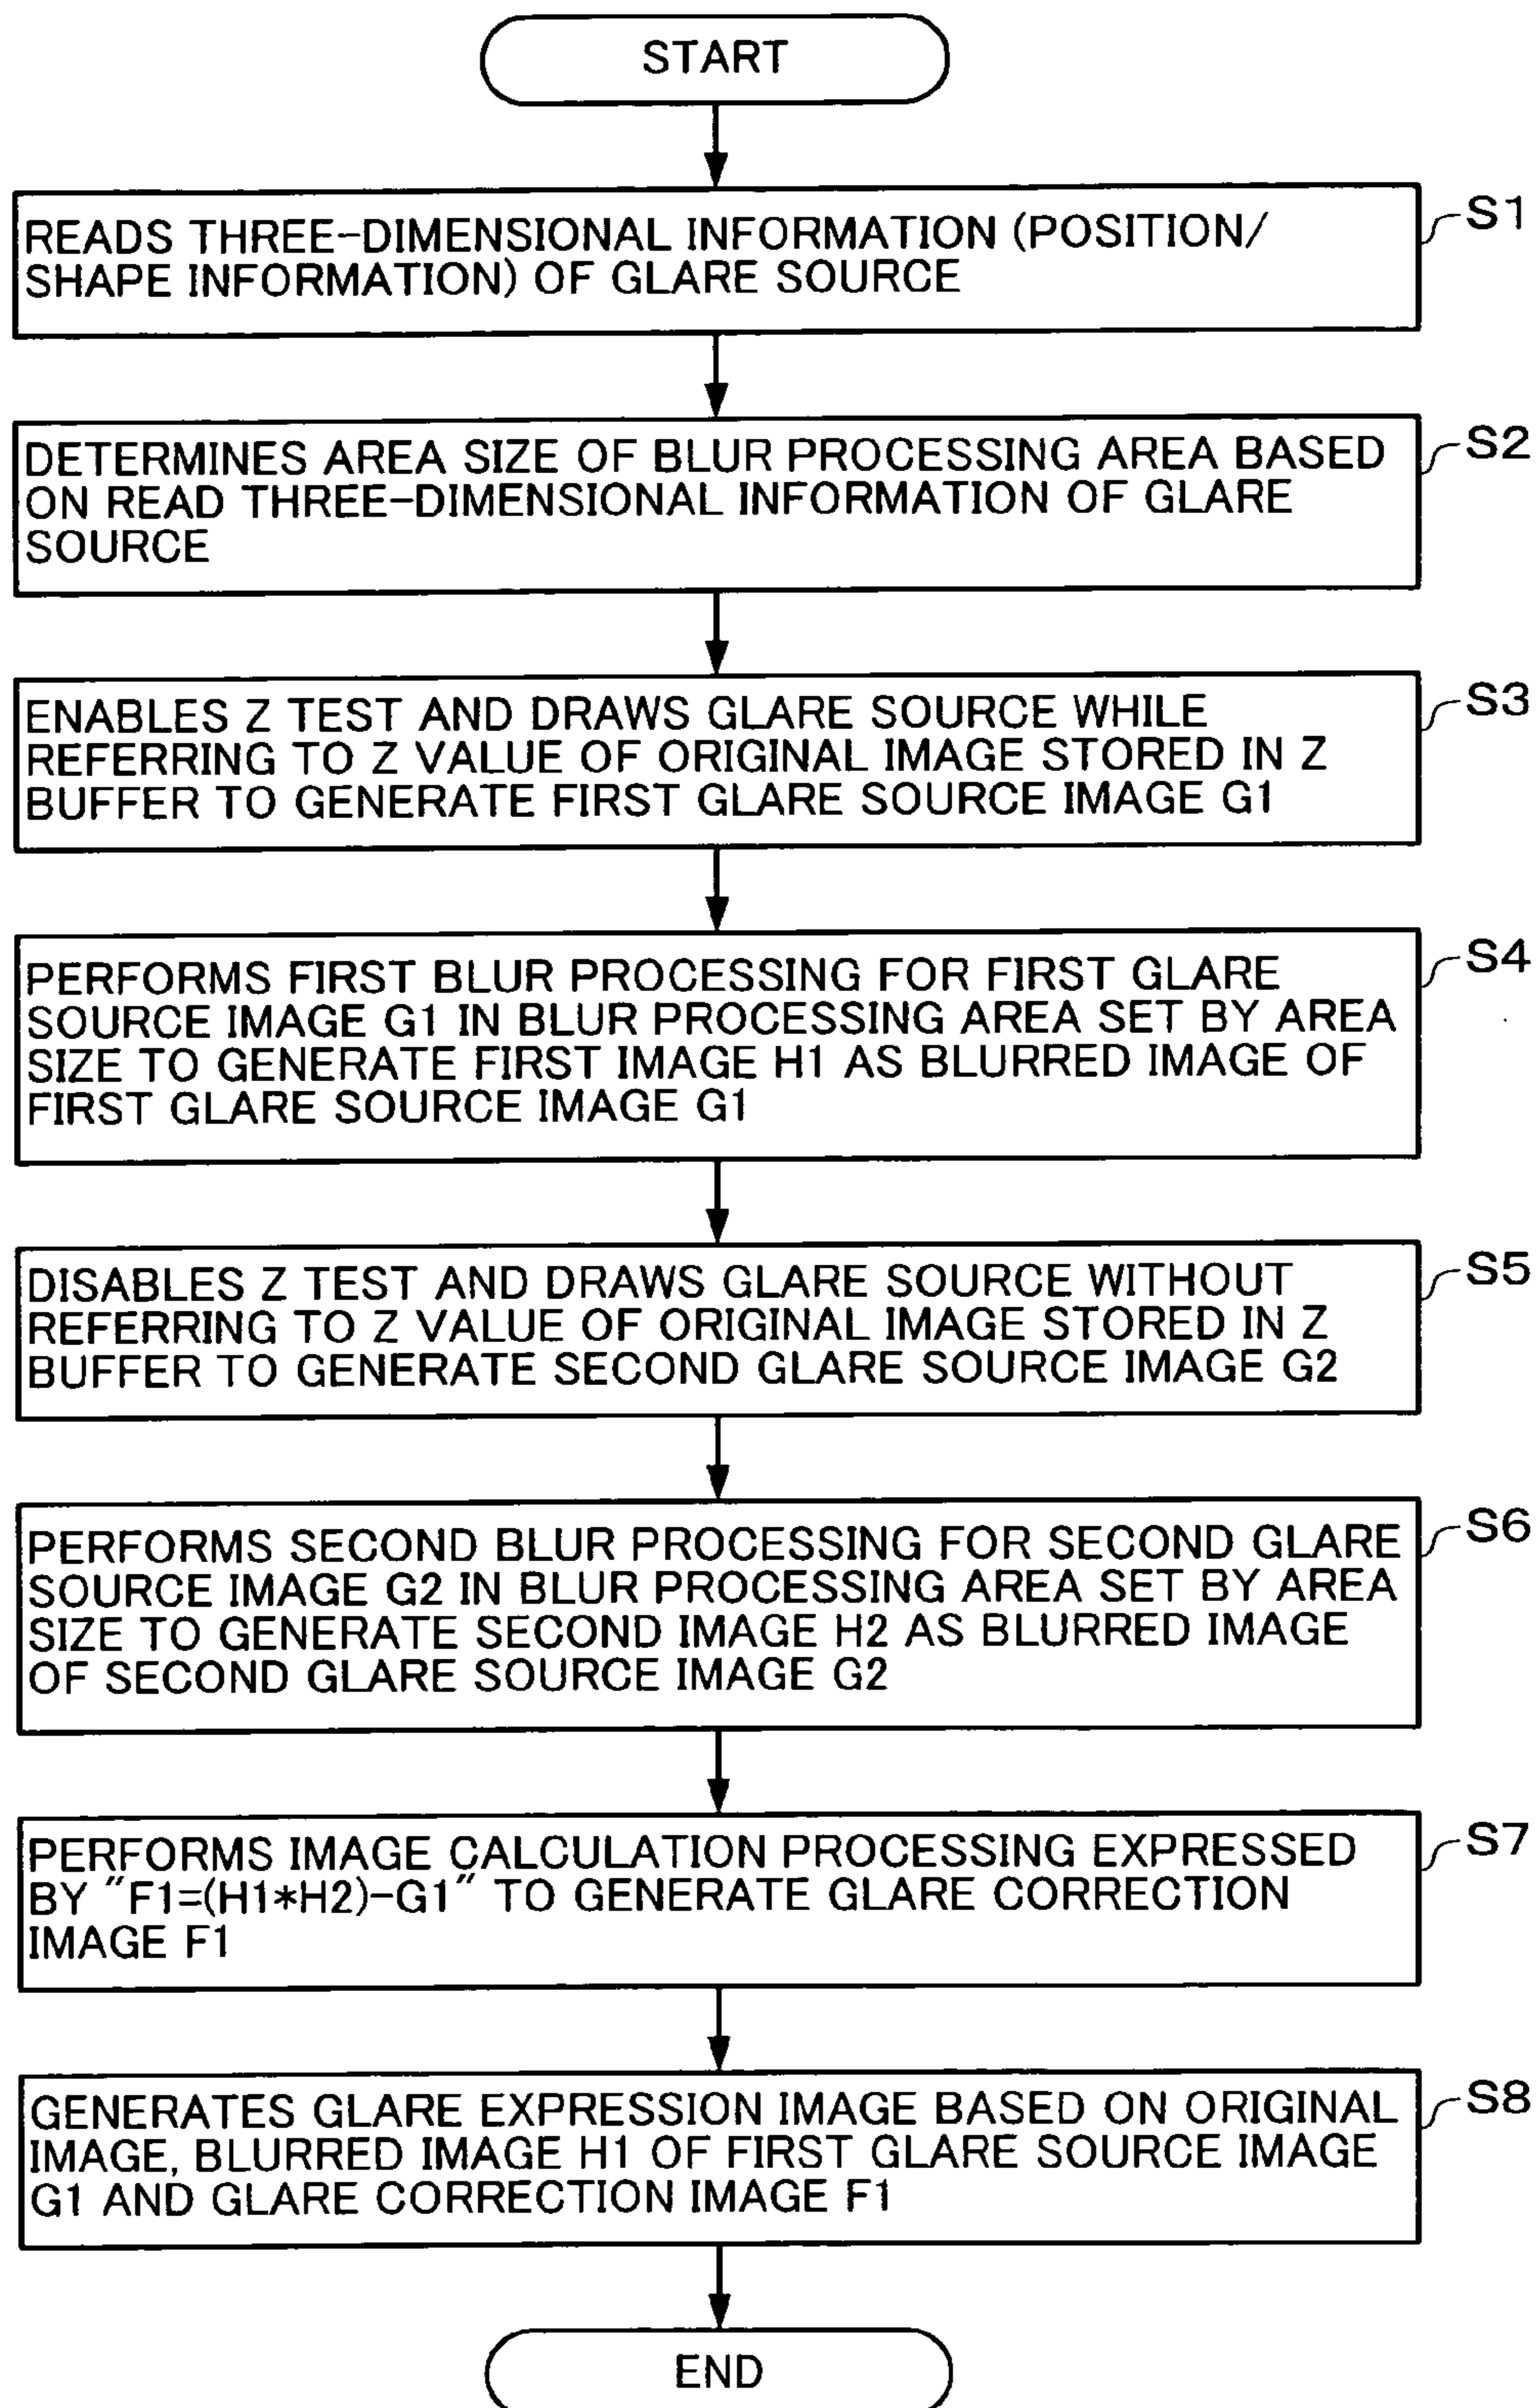 START
READS THREE-DIMENSIONAL INFORMATION (POSITION/
SHAPE INFORMATION) OF GLARE SOURCE
S1
DETERMINES AREA SIZE OF BLUR PROCESSING AREA BASED
ON READ THREE-DIMENSIONAL INFORMATION OF GLARE
SOURCE
S2
ENABLES Z TEST AND DRAWS GLARE SOURCE WHILE
REFERRING TO Z VALUE OF ORIGINAL IMAGE STORED IN Z
BUFFER TO GENERATE FIRST GLARE SOURCE IMAGE G1
S3
PERFORMS FIRST BLUR PROCESSING FOR FIRST GLARE
SOURCE IMAGE G1 IN BLUR PROCESSING AREA SET BY AREA
SIZE TO GENERATE FIRST IMAGE H1 AS BLURRED IMAGE OF
FIRST GLARE SOURCE IMAGE G1
S4
DISABLES Z TEST AND DRAWS GLARE SOURCE WITHOUT
REFERRING TO Z VALUE OF ORIGINAL IMAGE STORED IN Z
BUFFER TO GENERATE SECOND GLARE SOURCE IMAGE G2
S5
PERFORMS SECOND BLUR PROCESSING FOR SECOND GLARE
SOURCE IMAGE G2 IN BLUR PROCESSING AREA SET BY AREA
SIZE TO GENERATE SECOND IMAGE H2 AS BLURRED IMAGE
OF SECOND GLARE SOURCE IMAGE G2
S6
PERFORMS IMAGE CALCULATION PROCESSING EXPRESSED
BY "F1=(H1*H2)-G1" TO GENERATE GLARE CORRECTION
IMAGE F1
S7
GENERATES GLARE EXPRESSION IMAGE BASED ON ORIGINAL
IMAGE, BLURRED IMAGE H1 OF FIRST GLARE SOURCE IMAGE
G1 AND GLARE CORRECTION IMAGE F1
S8
END